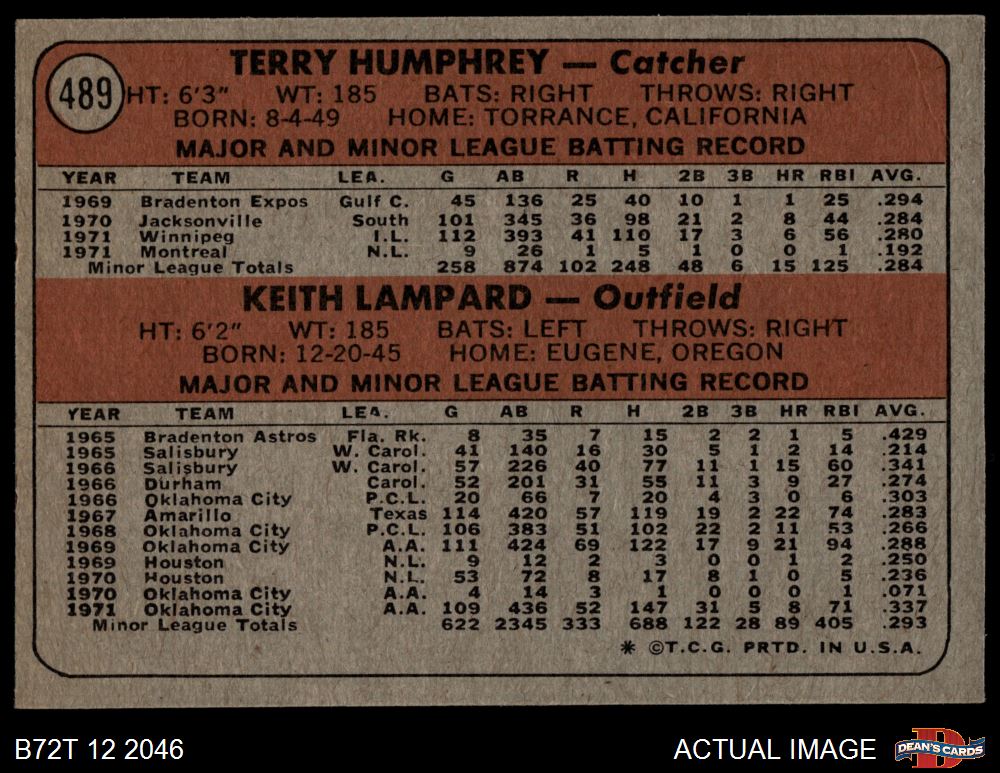 489
TERRY HUMPHREY — Catcher
HT: 6'3" WT: 185 BATS: RIGHT THROWS: RIGHT
BORN: 8-4-49 HOME: TORRANCE, CALIFORNIA
MAJOR AND MINOR LEAGUE BATTING RECORD
YEAR TEAM LEA. G AB R H 2B 3B HR RBI AVG.
1969 Bradenton Expos Gulf C. 45 136 25 40 10 1 1 25 .294
1970 Jacksonville South 101 345 36 98 21 2 8 44 .284
1971 Winnipeg I.L. 112 393 41 110 17 3 6 56 .280
1971 Montreal N.L. 9 26 1 5 1 0 0 1 .192
Minor League Totals 258 874 102 248 48 6 15 125 .284
KEITH LAMPARD — Outfield
HT: 6'2" WT: 185 BATS: LEFT THROWS: RIGHT
BORN: 12-20-45 HOME: EUGENE, OREGON
MAJOR AND MINOR LEAGUE BATTING RECORD
YEAR TEAM LEA. G AB R H 2B 3B HR RBI AVG.
1965 Bradenton Astros Fla. Rk. 8 35 7 15 2 2 1 5 .429
1965 Salisbury W. Carol. 41 140 16 30 5 1 2 14 .214
1966 Salisbury W. Carol. 57 226 40 77 11 1 15 60 .341
1966 Durham Carol. 52 201 31 55 11 3 9 27 .274
1966 Oklahoma City P.C.L. 20 66 7 20 4 3 0 6 .303
1967 Amarillo Texas 114 420 57 119 19 2 22 74 .283
1968 Oklahoma City P.C.L. 106 383 51 102 22 2 11 53 .266
1969 Oklahoma City A.A. 111 424 69 122 17 9 21 94 .288
1969 Houston N.L. 9 12 2 3 0 0 1 2 .250
1970 Houston N.L. 53 72 8 17 8 1 0 5 .236
1970 Oklahoma City A.A. 4 14 3 1 0 0 0 1 .071
1971 Oklahoma City A.A. 109 436 52 147 31 5 8 71 .337
Minor League Totals 622 2345 333 688 122 28 89 405 .293
* ©T.C.G. PRTD. IN U.S.A.
B72T 12 2046 ACTUAL IMAGE D DEAN'S CARDS